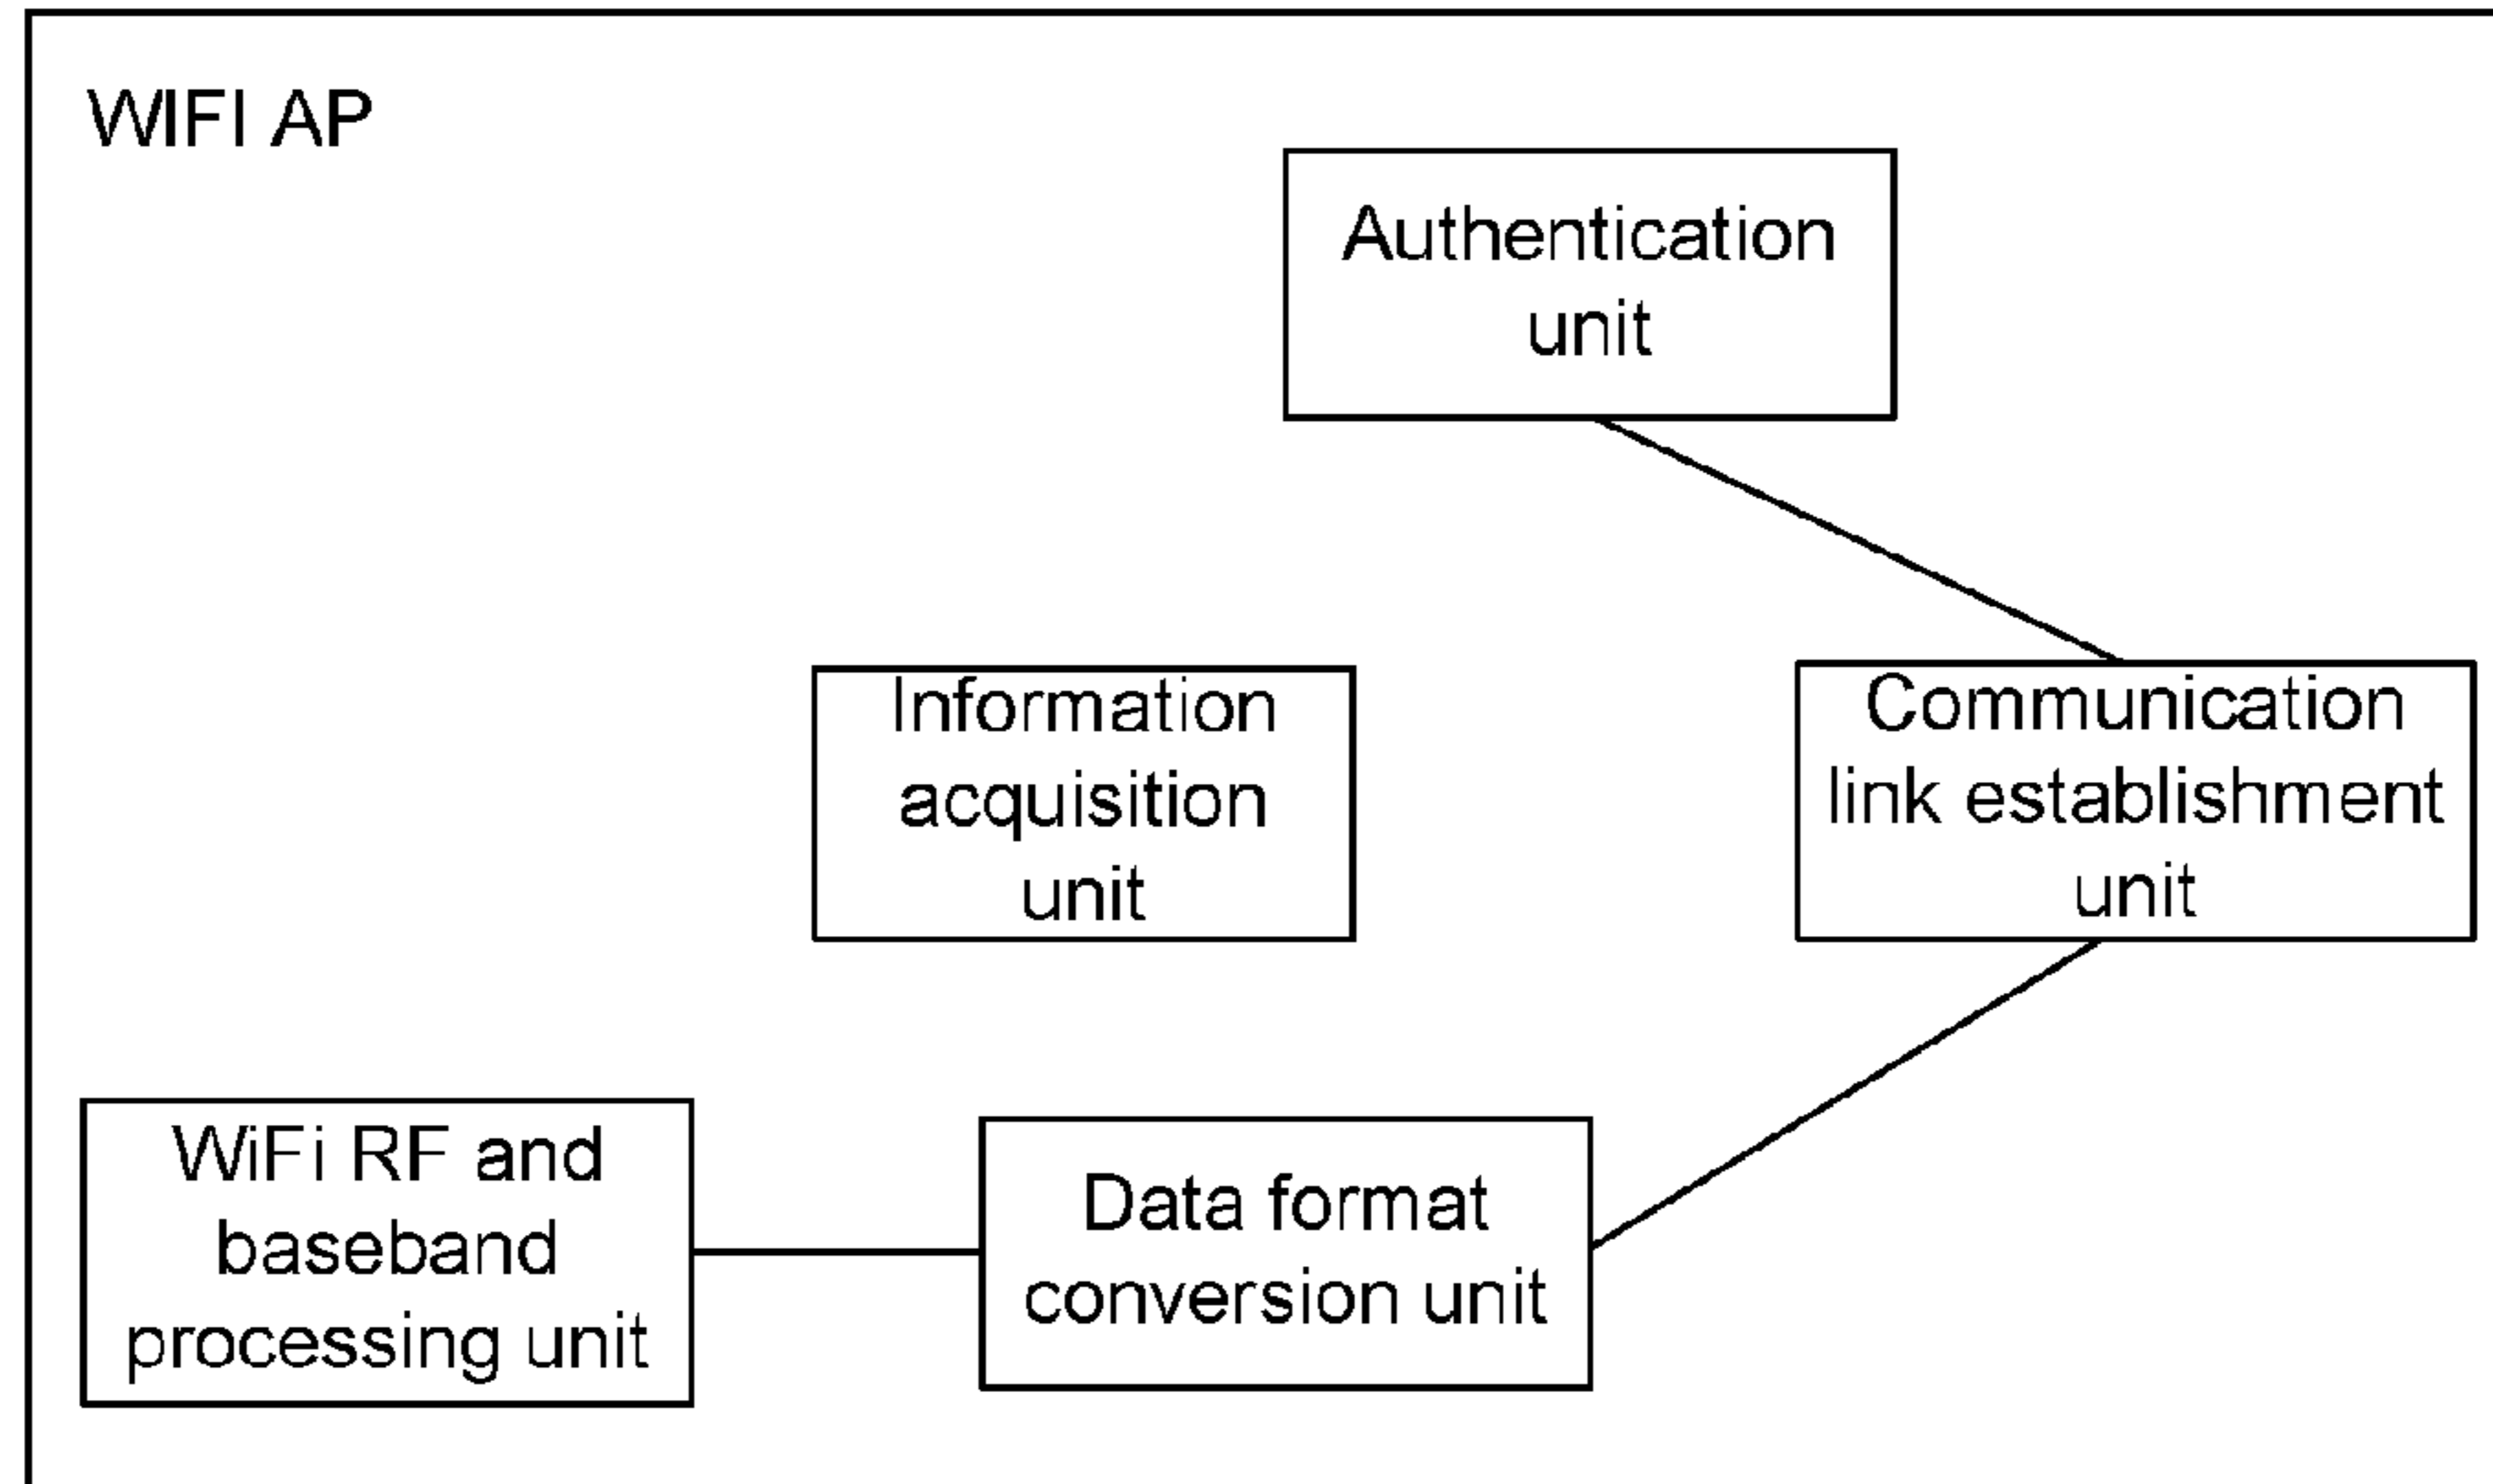 WIFI AP
Authentication
unit
Information
acquisition
unit
Communication
link establishment
unit
WiFi RF and
baseband
processing unit
Data format
conversion unit